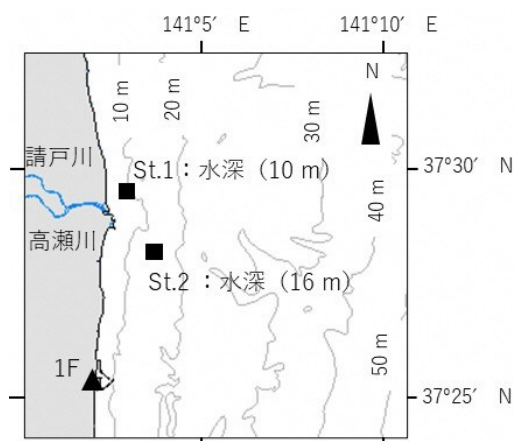 141°5′ E
141°10′ E
N
10 m
20 m
30 m
請戸川
St.1：水深（10 m）
37°30′ N
40 m
高瀬川
St.2 ：水深（16 m）
50 m
1F
37°25′ N